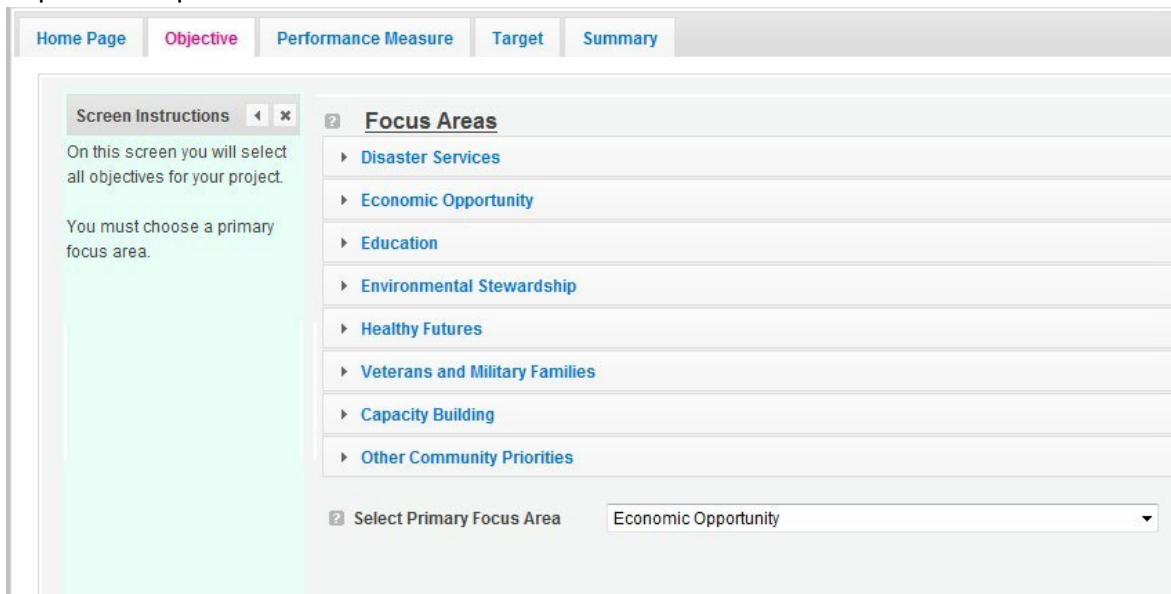 Home Page Objective Performance Measure Target Summary
Screen Instructions
On this screen you will select
all objectives for your project.
You must choose a primary
focus area.
Focus Areas
Disaster Services
Economic Opportunity
Education
Environmental Stewardship
Healthy Futures
Veterans and Military Families
Capacity Building
Other Community Priorities
Select Primary Focus Area Economic Opportunity